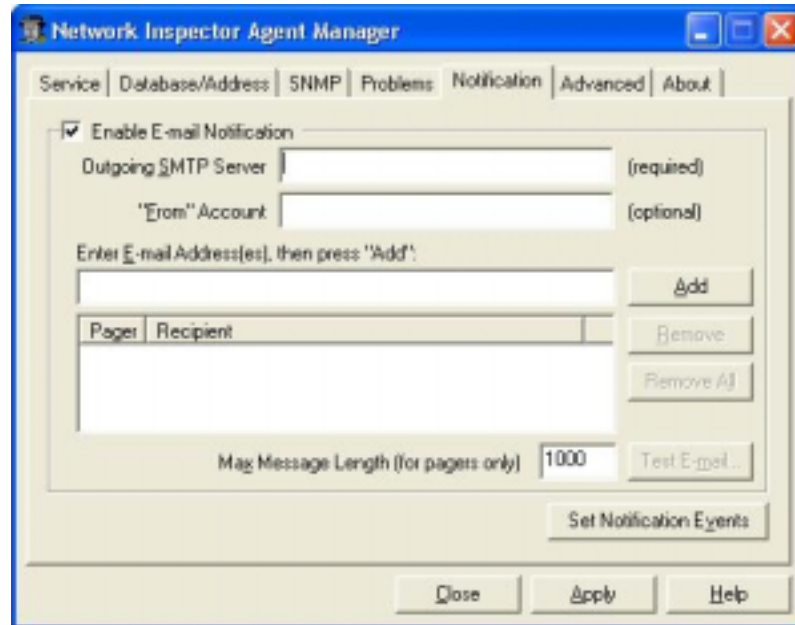 Network Inspector Agent Manager
Service Database/Address SNMP Problems Notification Advanced About
Enable E-mail Notification
Outgoing SMTP Server (required)
"From" Account (optional)
Enter E-mail Address(es), then press "Add":
Add
Pager Recipient
Remove
Remove All
Max Message Length (for pagers only) 1000 Test E-mail...
Set Notification Events
Close Apply Help